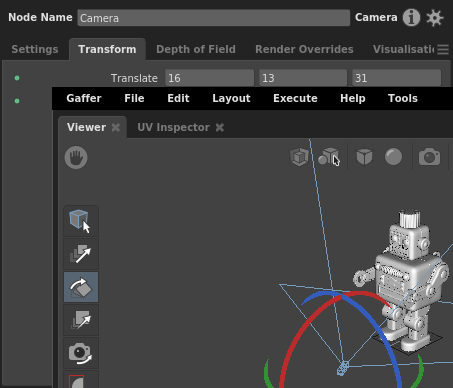 Node Name Camera Camera
Settings Transform Depth of Field Render Overrides Visualisati
Translate 16 13 31
Gaffer File Edit Layout Execute Help Tools
Viewer UV Inspector